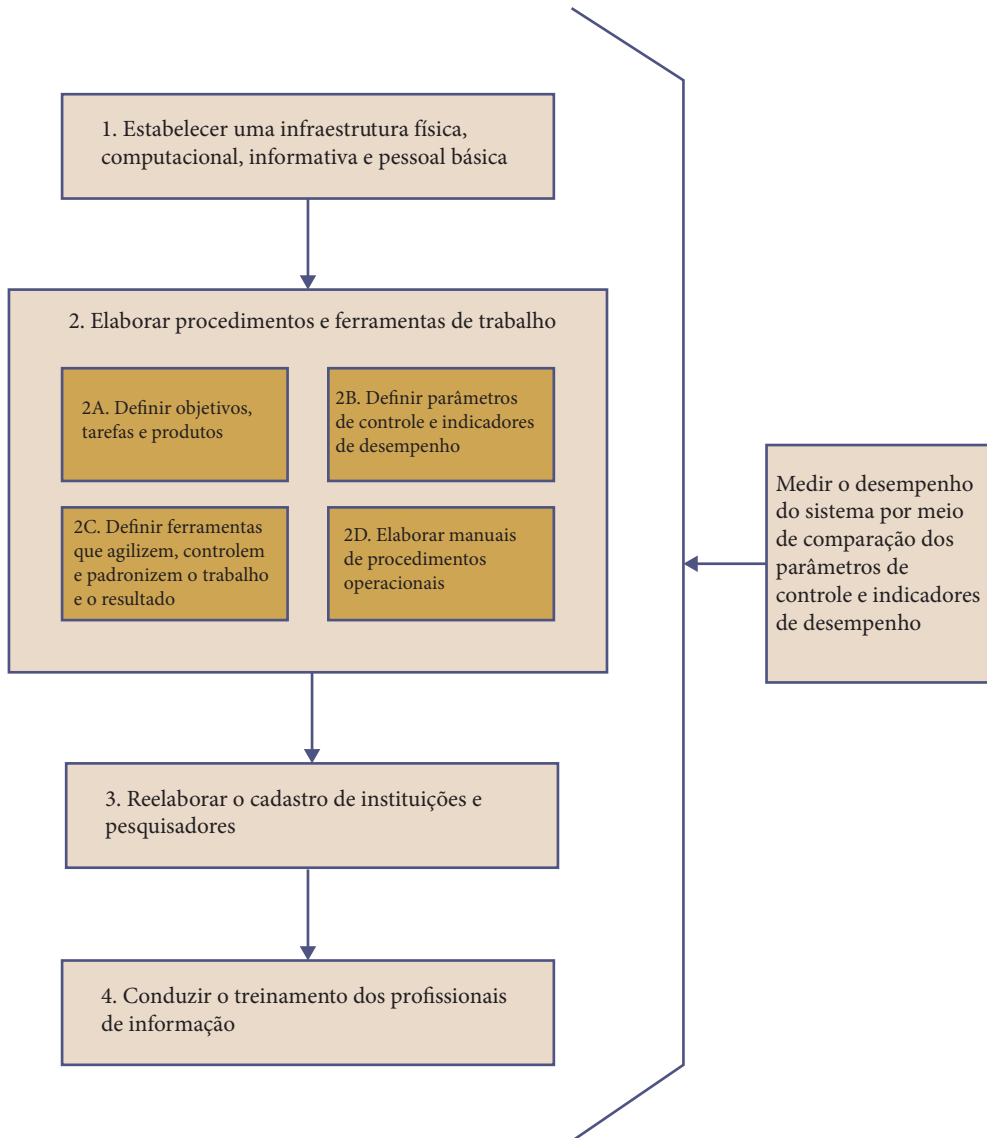 1. Estabelecer uma infraestrutura física,
computacional, informativa e pessoal básica
2. Elaborar procedimentos e ferramentas de trabalho
2A. Definir objetivos,
tarefas e produtos
2B. Definir parâmetros
de controle e indicadores
de desempenho
2C. Definir ferramentas
que agilizem, controlem
e padronizem o trabalho
e o resultado
2D. Elaborar manuais
de procedimentos
operacionais
3. Reelaborar o cadastro de instituições e
pesquisadores
4. Conduzir o treinamento dos profissionais
de informação
Medir o desempenho
do sistema por meio
de comparação dos
parâmetros de
controle e indicadores
de desempenho